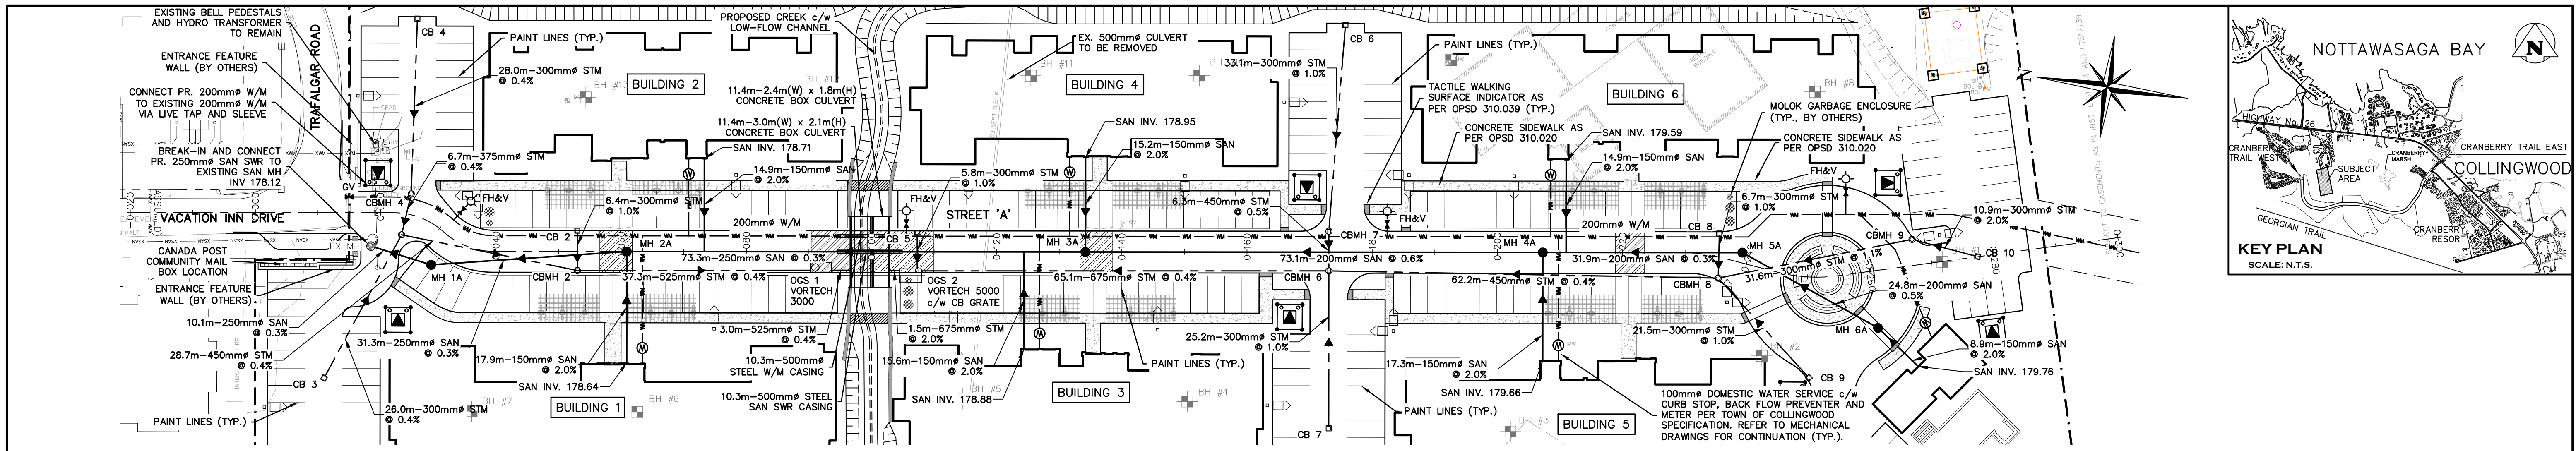 EXISTING BELL PEDESTALS
AND HYDRO TRANSFORMER
TO REMAIN
ENTRANCE FEATURE
WALL (BY OTHERS)
CONNECT PR. 200mmø W/M
TO EXISTING 200mmø W/M
VIA LIVE TAP AND SLEEVE
BREAK-IN AND CONNECT
PR. 250mmø SAN SWR TO
EXISTING SAN MH
INV 178.12
VACATION INN DRIVE
CANADA POST
COMMUNITY MAIL
BOX LOCATION
ENTRANCE FEATURE
WALL (BY OTHERS)
10.1m-250mmø SAN
@ 0.3%
28.7m-450mmø STM
@ 0.4%
PAINT LINES (TYP.)
TRAFALGAR ROAD
GV
CBMH 4
EX MH
MH 1A
CB 3
CB 4
PAINT LINES (TYP.)
28.0m-300mmø STM
@ 0.4%
6.7m-375mmø STM
@ 0.4%
FH&V
31.3m-250mmø SAN
@ 0.3%
26.0m-300mmø STM
@ 0.4%
BH #7
PROPOSED CREEK c/w
LOW-FLOW CHANNEL
BUILDING 2
11.4m-2.4m(W) x 1.8m(H)
CONCRETE BOX CULVERT
11.4m-3.0m(W) x 2.1m(H)
CONCRETE BOX CULVERT
SAN INV. 178.71
14.9m-150mmø SAN
@ 2.0%
6.4m-300mmø STM
@ 1.0%
200mmø W/M
CB 2
MH 2A
CBMH 2
73.3m-250mmø SAN @ 0.3%
37.3m-525mmø STM @ 0.4%
OGS 1
VORTECH
3000
17.9m-150mmø SAN
@ 2.0%
SAN INV. 178.64
BUILDING 1
BH #6
3.0m-525mmø STM
@ 0.4%
10.3m-500mmø
STEEL W/M CASING
10.3m-500mmø STEEL
SAN SWR CASING
EX. 500mmø CULVERT
TO BE REMOVED
BH #11
BUILDING 4
SAN INV. 178.95
15.2m-150mmø SAN
@ 2.0%
5.8m-300mmø STM
@ 1.0%
FH&V
STREET 'A'
CB 5
MH 3A
OGS 2
VORTECH 5000
c/w CB GRATE
65.1m-675mmø STM @ 0.4%
1.5m-675mmø STM
@ 2.0%
15.6m-150mmø SAN
@ 2.0%
SAN INV. 178.88
BH #5
PAINT LINES (TYP.)
BUILDING 3
BH #4
CB 6
33.1m-300mmø STM
@ 1.0%
PAINT LINES (TYP.)
TACTILE WALKING
SURFACE INDICATOR AS
PER OPSD 310.039 (TYP.)
CONCRETE SIDEWALK AS
PER OPSD 310.020
6.3m-450mmø STM
@ 0.5%
FH&V
CBMH 7
73.1m-200mmø SAN @ 0.6%
CBMH 6
25.2m-300mmø STM
@ 1.0%
CB 7
PAINT LINES (TYP.)
BUILDING 6
BH #8
SAN INV. 179.59
14.9m-150mmø SAN
@ 2.0%
200mmø W/M
MH 4A
31.9m-200mmø SAN @ 0.3%
62.2m-450mmø STM @ 0.4%
17.3m-150mmø SAN
@ 2.0%
SAN INV. 179.66
BH #3
BUILDING 5
MOLOK GARBAGE ENCLOSURE
(TYP., BY OTHERS)
CONCRETE SIDEWALK AS
PER OPSD 310.020
FH&V
6.7m-300mmø STM
@ 1.0%
CB 8
MH 5A
CBMH 8
CBMH 9
10.9m-300mmø STM
@ 2.0%
BH #1
CB 10
31.6m-300mmø STM @ 1.1%
24.8m-200mmø SAN
@ 0.5%
21.5m-300mmø STM
@ 1.0%
BH #2
MH 6A
CB 9
8.9m-150mmø SAN
@ 2.0%
SAN INV. 179.76
100mmø DOMESTIC WATER SERVICE c/w
CURB STOP, BACK FLOW PREVENTER AND
METER PER TOWN OF COLLINGWOOD
SPECIFICATION. REFER TO MECHANICAL
DRAWINGS FOR CONTINUATION (TYP.).
NOTTAWASAGA BAY
N
HIGHWAY No. 26
CRANBERRY
TRAIL WEST
CRANBERRY
MARSH
CRANBERRY TRAIL EAST
COLLINGWOOD
SUBJECT
AREA
GEORGIAN TRAIL
CRANBERRY
RESORT
KEY PLAN
SCALE: N.T.S.